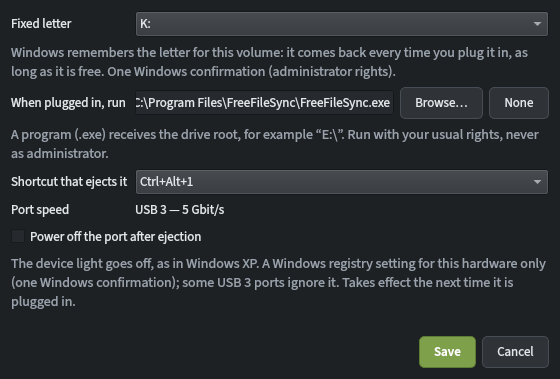 Fixed letter K:
Windows remembers the letter for this volume: it comes back every time you plug it in, as
long as it is free. One Windows confirmation (administrator rights).
When plugged in, run C:\Program Files\FreeFileSync\FreeFileSync.exe Browse... None
A program (.exe) receives the drive root, for example “E:\”. Run with your usual rights, never
as administrator.
Shortcut that ejects it Ctrl+Alt+1
Port speed USB 3 — 5 Gbit/s
Power off the port after ejection
The device light goes off, as in Windows XP. A Windows registry setting for this hardware only
(one Windows confirmation); some USB 3 ports ignore it. Takes effect the next time it is
plugged in.
Save Cancel